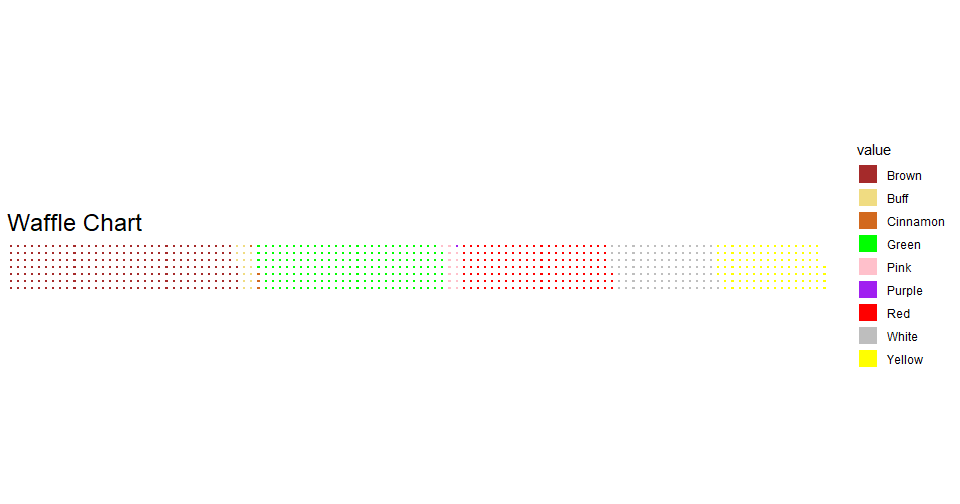 Waffle Chart
value
Brown
Buff
Cinnamon
Green
Pink
Purple
Red
White
Yellow